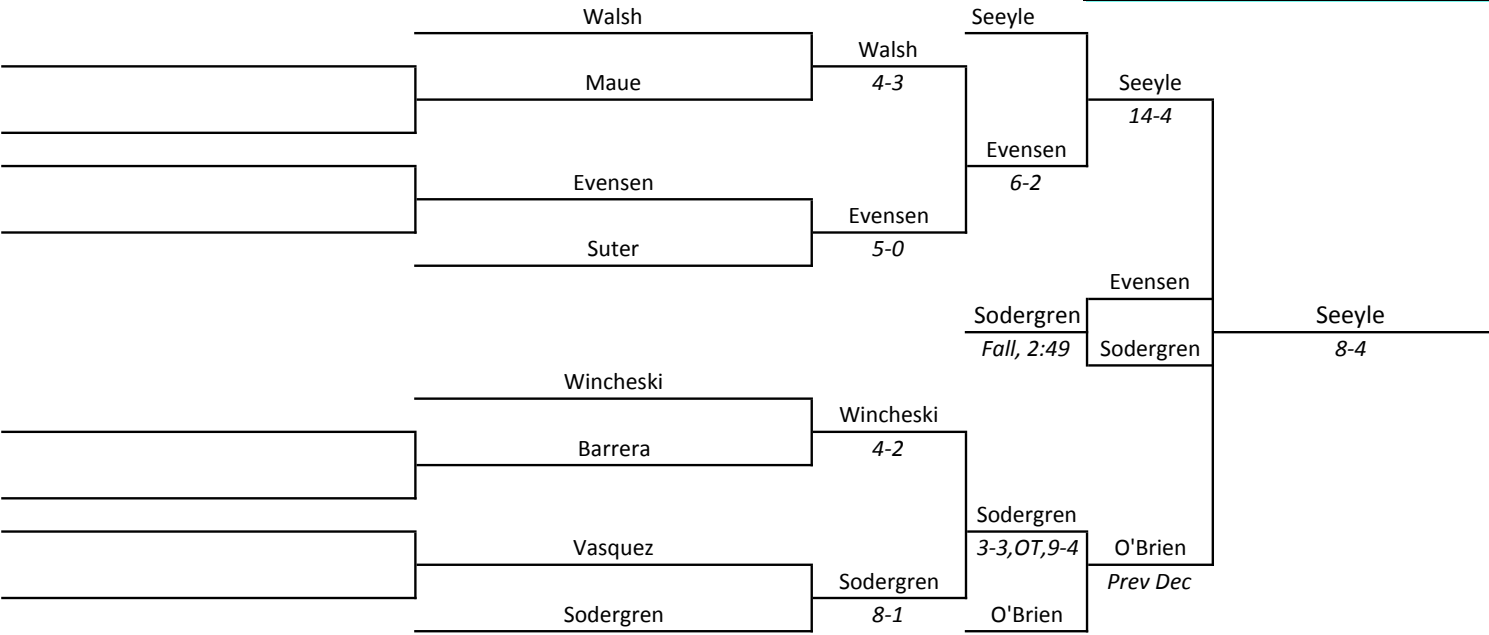 Walsh
Seeyle
Walsh
4-3
Maue
Seeyle
14-4
Evensen
6-2
Evensen
Evensen
5-0
Suter
Evensen
Sodergren
Fall, 2:49
Sodergren
Seeyle
8-4
Wincheski
Wincheski
4-2
Barrera
Sodergren
3-3,OT,9-4
Vasquez
O'Brien
Prev Dec
Sodergren
8-1
Sodergren
O'Brien